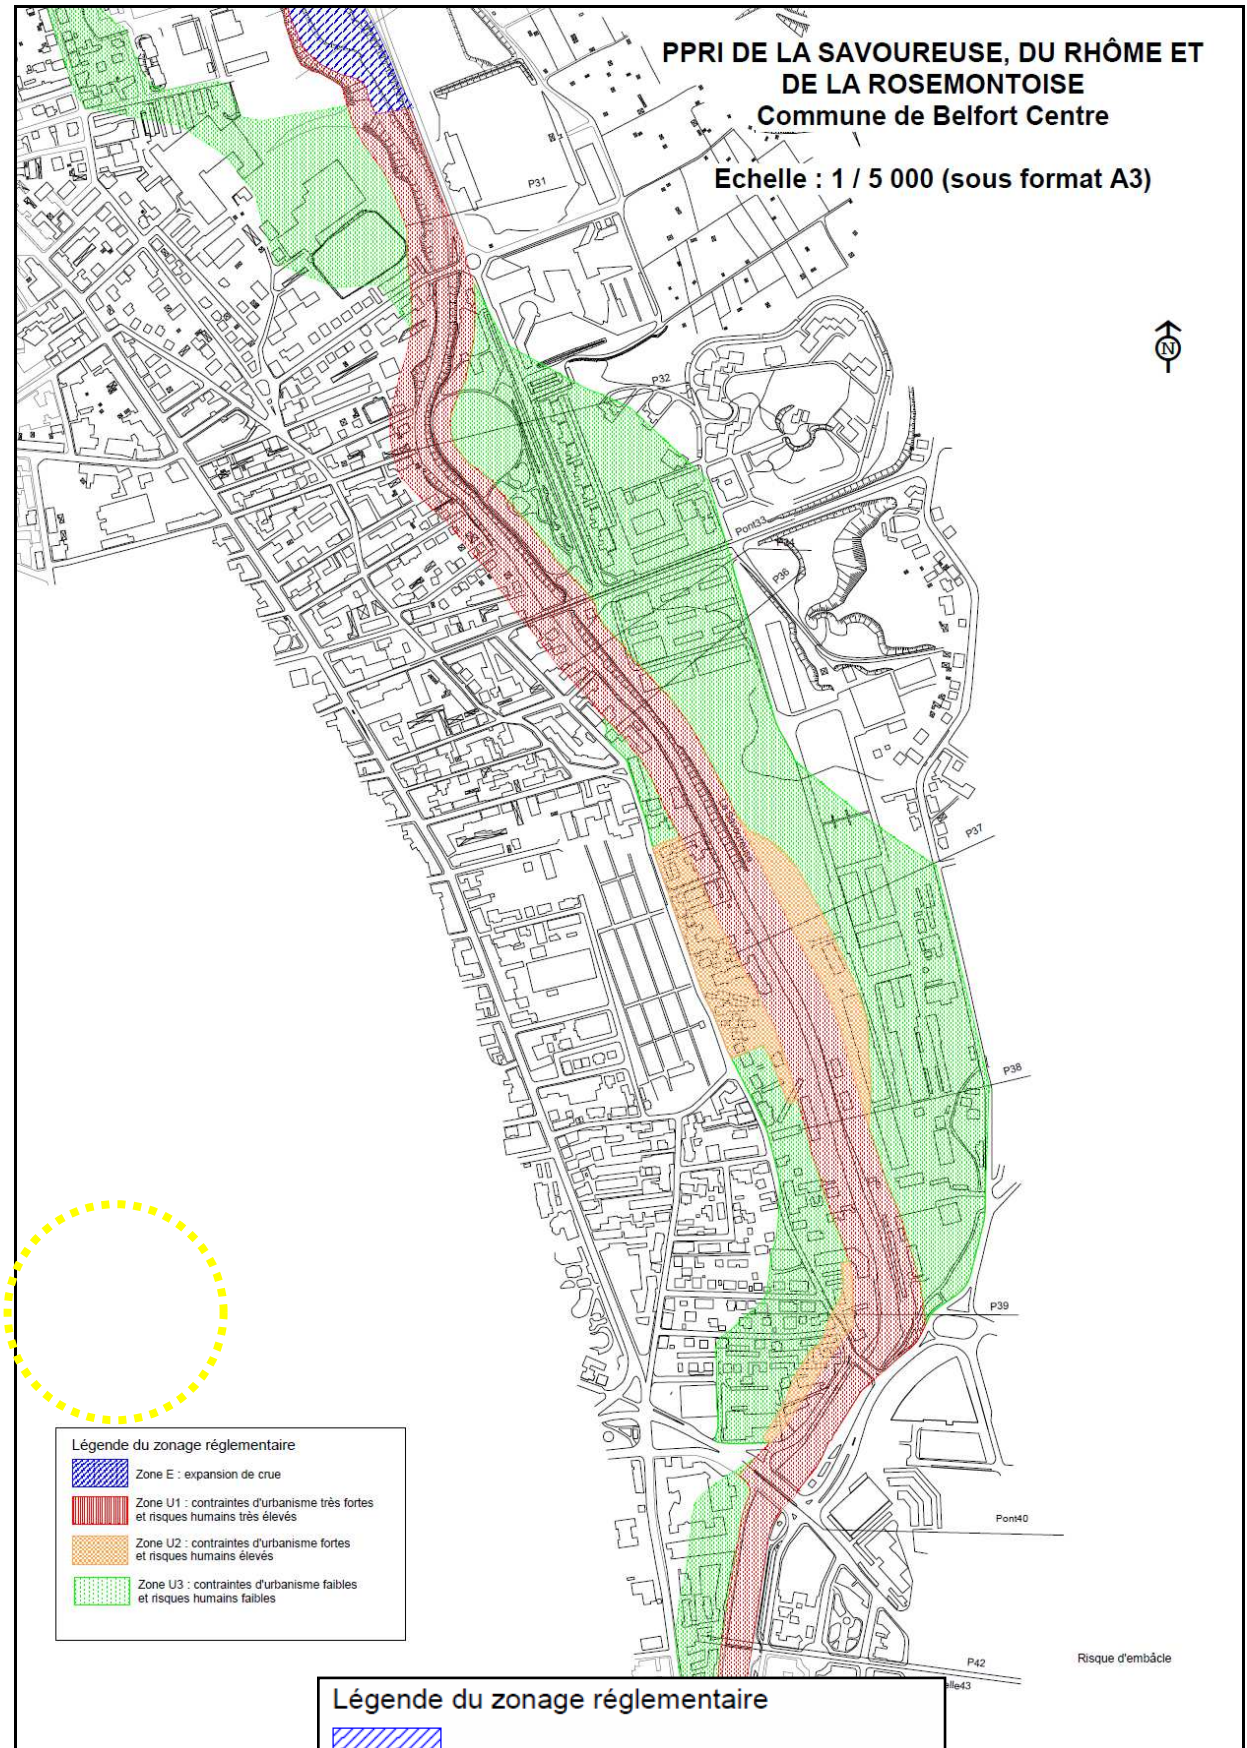 PPRI DE LA SAVOUREUSE, DU RHÔME ET
DE LA ROSEMONTOISE
Commune de Belfort Centre
Echelle : 1 / 5 000 (sous format A3)
P31
N
P32
Pont33
P34
P36
P37
P38
P39
Légende du zonage réglementaire
Zone E : expansion de crue
Zone U1 : contraintes d'urbanisme très fortes
et risques humains très élevés
Zone U2 : contraintes d'urbanisme fortes
et risques humains élevés
Zone U3 : contraintes d'urbanisme faibles
et risques humains faibles
Pont40
P42
Risque d'embâcle
elle43
Légende du zonage réglementaire